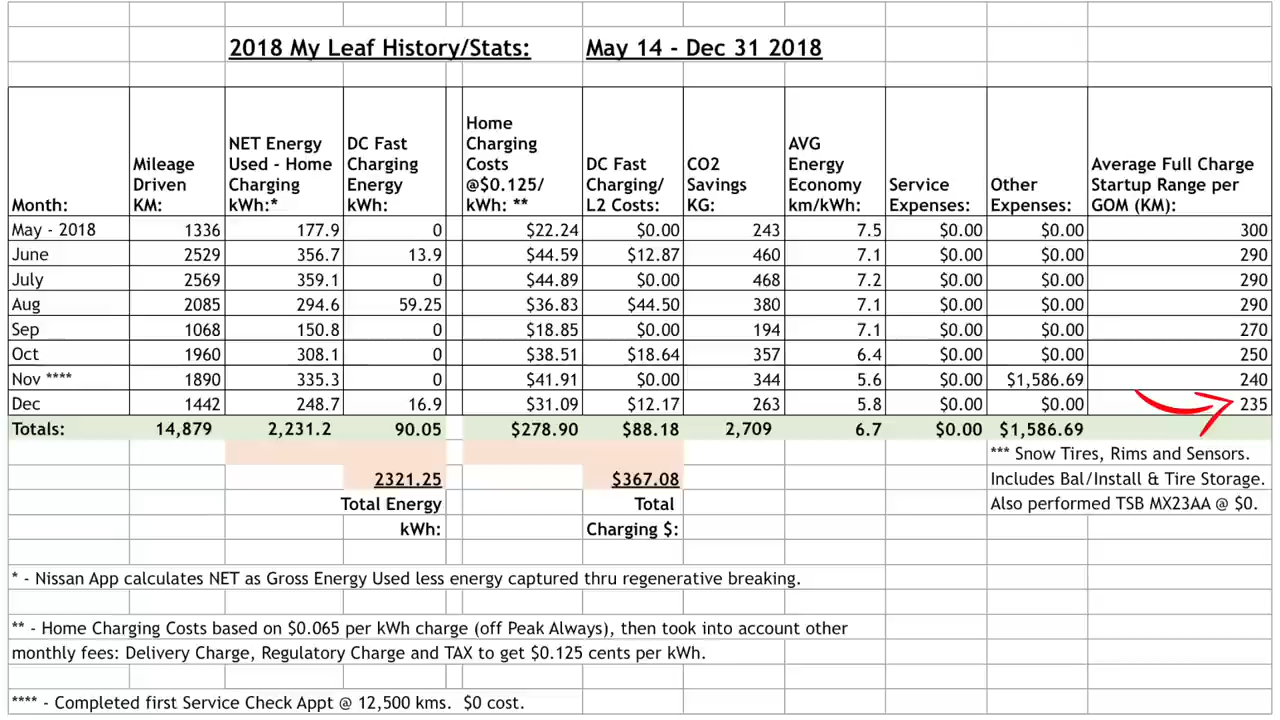 2018 My Leaf History/Stats: May 14 - Dec 31 2018
Month: Mileage Driven KM: NET Energy Used - Home Charging kWh:* DC Fast Charging Energy kWh: Home Charging Costs @$0.125/ kWh: ** DC Fast Charging/ L2 Costs: CO2 Savings KG: AVG Energy Economy km/kWh: Service Expenses: Other Expenses: Average Full Charge Startup Range per GOM (KM):
May - 2018 1336 177.9 0 $22.24 $0.00 243 7.5 $0.00 $0.00 300
June 2529 356.7 13.9 $44.59 $12.87 460 7.1 $0.00 $0.00 290
July 2569 359.1 0 $44.89 $0.00 468 7.2 $0.00 $0.00 290
Aug 2085 294.6 59.25 $36.83 $44.50 380 7.1 $0.00 $0.00 290
Sep 1068 150.8 0 $18.85 $0.00 194 7.1 $0.00 $0.00 270
Oct 1960 308.1 0 $38.51 $18.64 357 6.4 $0.00 $0.00 250
Nov **** 1890 335.3 0 $41.91 $0.00 344 5.6 $0.00 $1,586.69 240
Dec 1442 248.7 16.9 $31.09 $12.17 263 5.8 $0.00 $0.00 235
Totals: 14,879 2,231.2 90.05 $278.90 $88.18 2,709 6.7 $0.00 $1,586.69
*** Snow Tires, Rims and Sensors.
2321.25 $367.08 Includes Bal/Install & Tire Storage.
Total Energy Total Also performed TSB MX23AA @ $0.
kWh: Charging $:
* - Nissan App calculates NET as Gross Energy Used less energy captured thru regenerative breaking.
** - Home Charging Costs based on $0.065 per kWh charge (off Peak Always), then took into account other
monthly fees: Delivery Charge, Regulatory Charge and TAX to get $0.125 cents per kWh.
**** - Completed first Service Check Appt @ 12,500 kms. $0 cost.